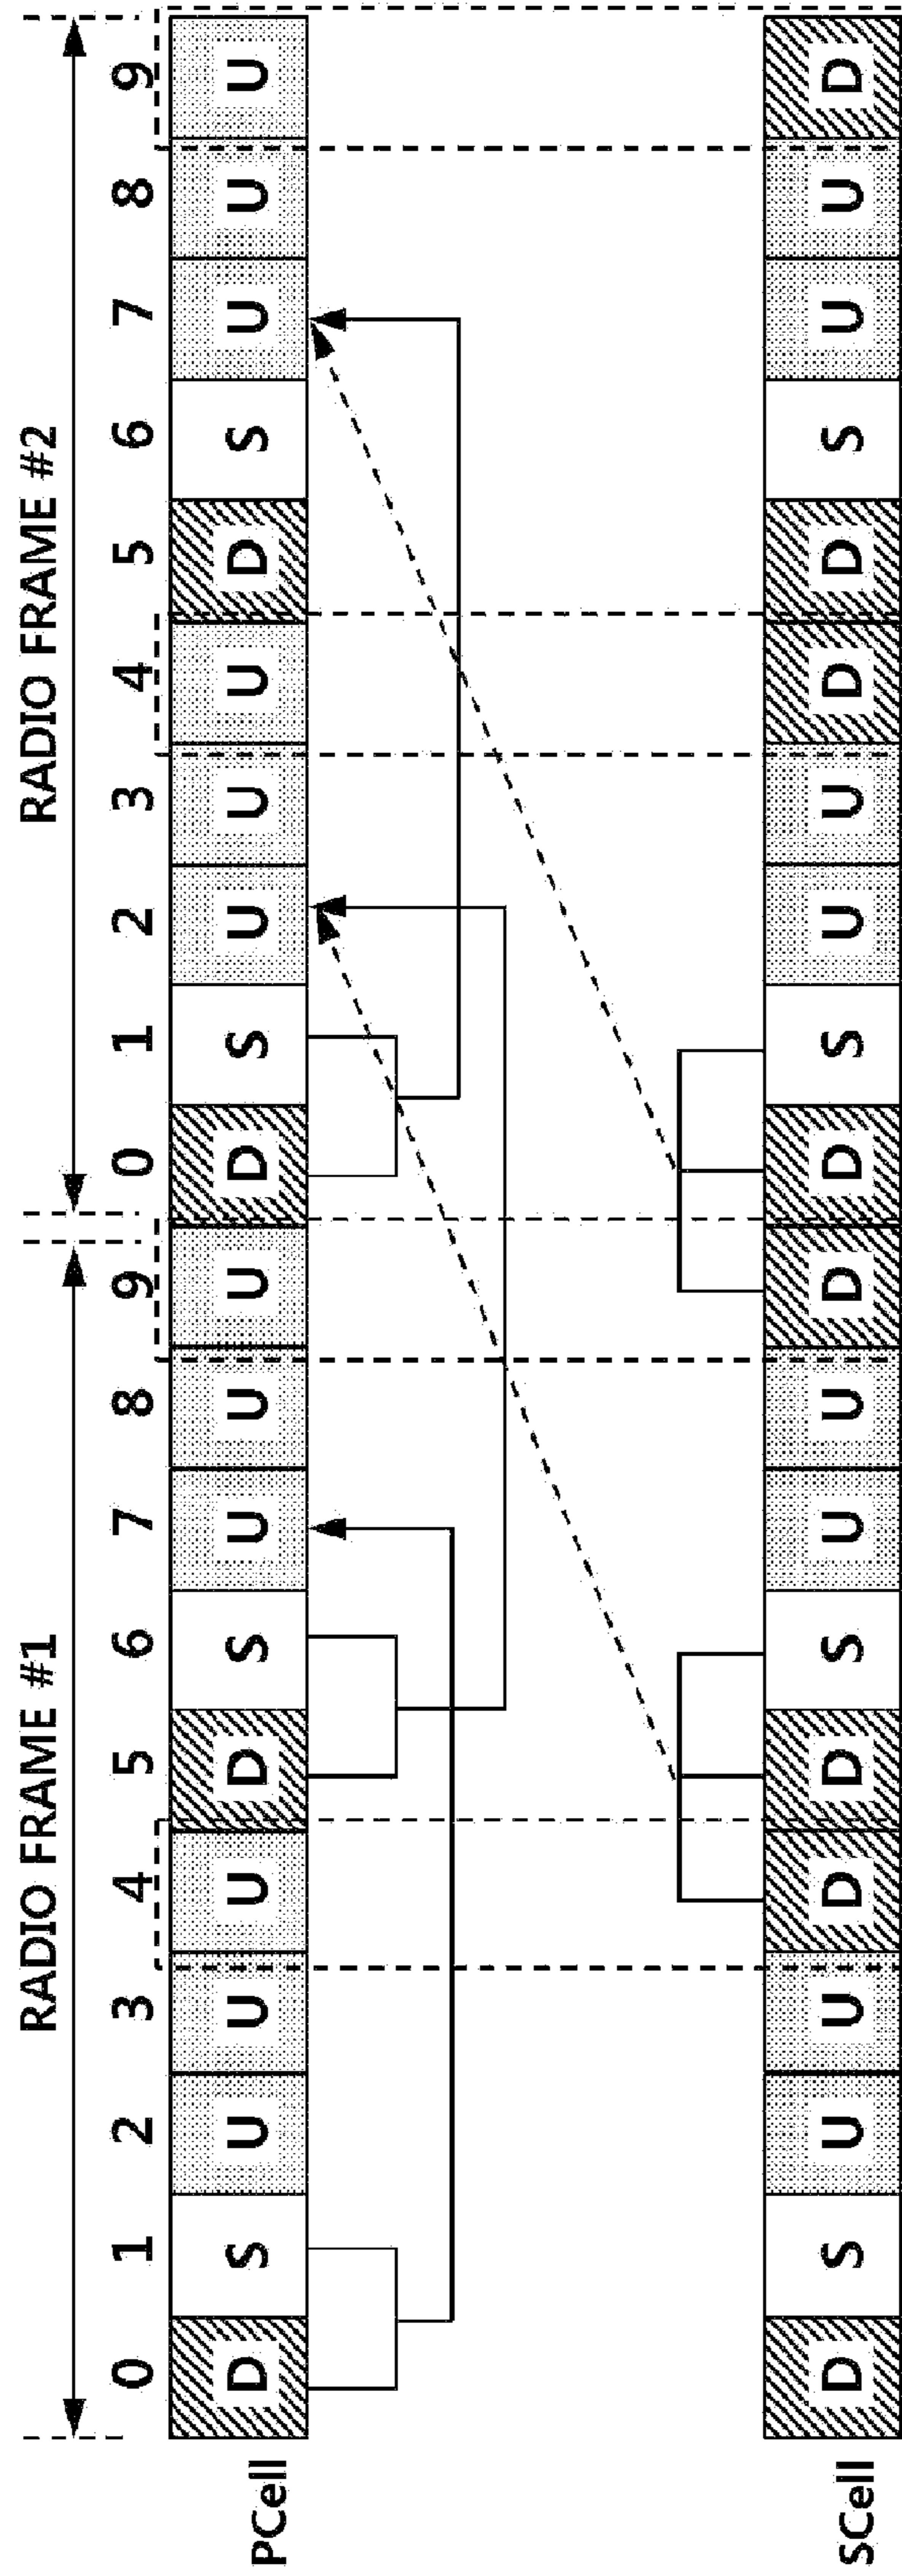 RADIO FRAME #1 RADIO FRAME #2
0 1 2 3 4 5 6 7 8 9 0 1 2 3 4 5 6 7 8 9
PCell D S U U U D S U U U D S U U U D S U U U
SCell D S U U D D S U U D D S U U D D S U U D